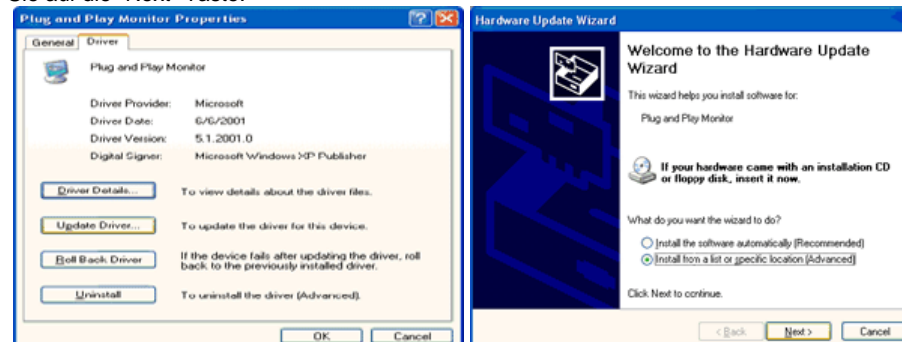 Sie auf die "Next"-Taste.
Plug and Play Monitor Properties
General Driver
Plug and Play Monitor
Driver Provider: Microsoft
Driver Date: 6/6/2001
Driver Version: 5.1.2001.0
Digital Signer: Microsoft Windows XP Publisher
Driver Details... To view details about the driver files.
Update Driver... To update the driver for this device.
Roll Back Driver If the device fails after updating the driver, roll
back to the previously installed driver.
Uninstall To uninstall the driver (Advanced).
OK Cancel
Hardware Update Wizard
Welcome to the Hardware Update
Wizard
This wizard helps you install software for:
Plug and Play Monitor
If your hardware came with an installation CD
or floppy disk, insert it now.
What do you want the wizard to do?
Install the software automatically (Recommended)
Install from a list or specific location (Advanced)
Click Next to continue.
< Back Next > Cancel